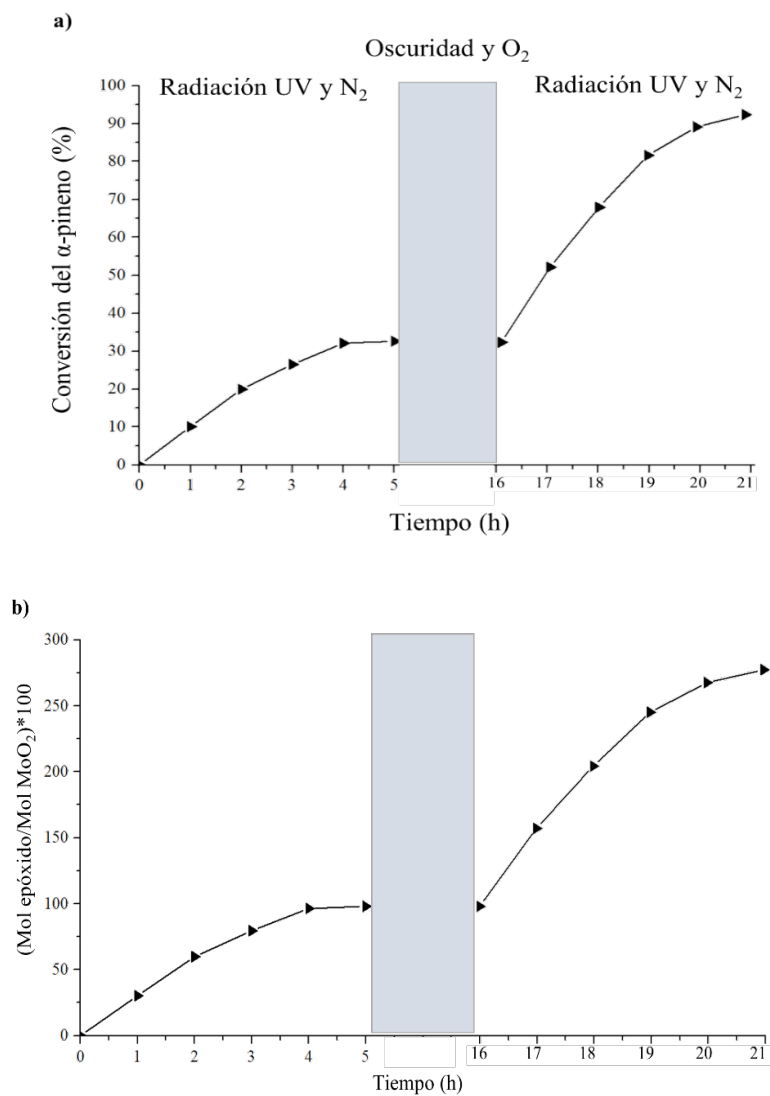 a)
Oscuridad y O₂
Radiación UV y N₂
Radiación UV y N₂
100
90
80
70
60
50
40
30
20
10
0
Conversión del α-pineno (%)
0 1 2 3 4 5 16 17 18 19 20 21
Tiempo (h)
b)
300
250
200
150
100
50
0
(Mol epóxido/Mol MoO₂)*100
0 1 2 3 4 5 16 17 18 19 20 21
Tiempo (h)